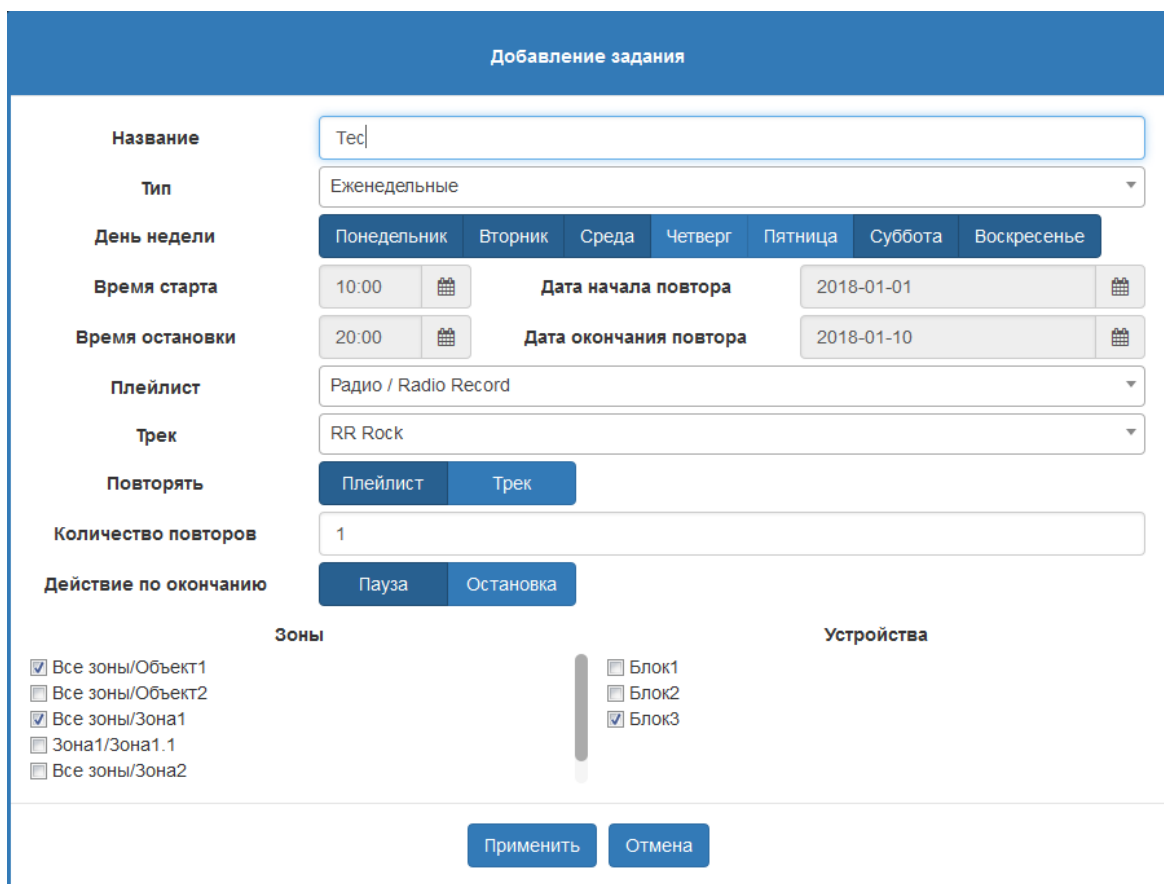 Добавление задания
Название Тес
Тип Еженедельные
День недели Понедельник Вторник Среда Четверг Пятница Суббота Воскресенье
Время старта 10:00 Дата начала повтора 2018-01-01
Время остановки 20:00 Дата окончания повтора 2018-01-10
Плейлист Радио / Radio Record
Трек RR Rock
Повторять Плейлист Трек
Количество повторов 1
Действие по окончанию Пауза Остановка
Зоны Устройства
Все зоны/Объект1 Блок1
Все зоны/Объект2 Блок2
Все зоны/Зона1 Блок3
Зона1/Зона1.1
Все зоны/Зона2
Применить Отмена